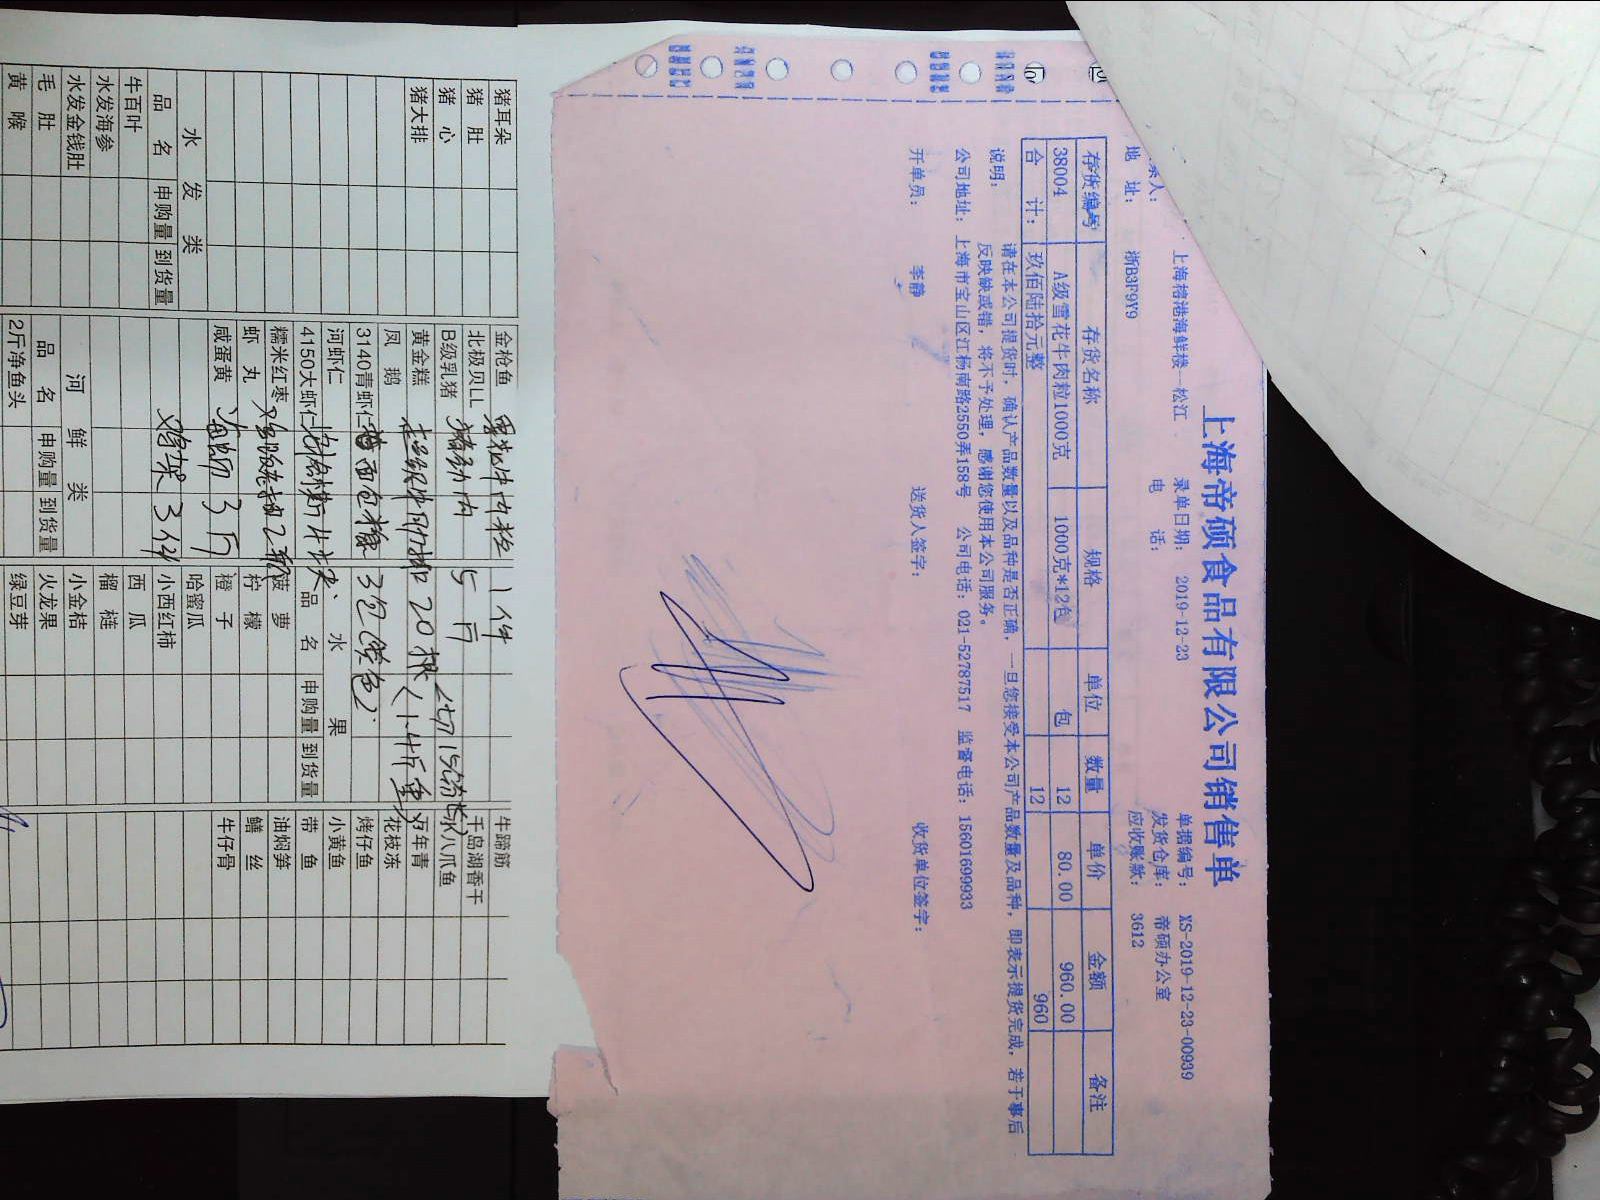 上海帝硕食品有限公司销售单
单据编号： XS-2019-12-23-00939
上海榕港海鲜楼--松江 录单日期： 2019-12-23 发货仓库： 帝硕办公室
系人： 电 话： 应收账款： 3612
地 址： 浙B3F9Y9
存货编号 存货名称 规格 单位 数量 单价 金额 备注
38004 A级雪花牛肉粒1000克 1000克*12包 包 12 80.00 960.00
合 计： 玖佰陆拾元整 12 960
说明： 请在本公司提货时，确认产品数量以及品种是否正确，一旦您接受本公司产品数量及品种，即表示提货完成，若于事后
反映缺或错，将不予处理，感谢您使用本公司服务。
公司地址： 上海市宝山区江杨南路2550弄158号 公司电话：021-52787517 监督电话：15601699933
开单员： 李静 送货人签字： 收货单位签字：
猪耳朵 金枪鱼 1件 牛蹄筋
猪 肚 北极贝LL 千岛湖香干
猪 心 B级乳猪 5斤 八爪鱼
猪大排 黄金糕 20根 万年青
凤 鹅 花枝冻
3140青虾仁 面包糠 3包 烤仔鱼
河虾仁 水 果 小黄鱼
4150大虾仁 品 名 申购量 到货量 带 鱼
糯米红枣 菠 萝 油焖笋
虾 丸 柠 檬 鳝 丝
咸蛋黄 3斤 橙 子 牛仔骨
水 发 类 哈蜜瓜
品 名 申购量 到货量 鸡架 3件 小西红柿
牛百叶 西 瓜
水发海参 榴 梿
水发金钱肚 河 鲜 类 小金桔
毛 肚 品 名 申购量 到货量 火龙果
黄 喉 2斤净鱼头 绿豆芽